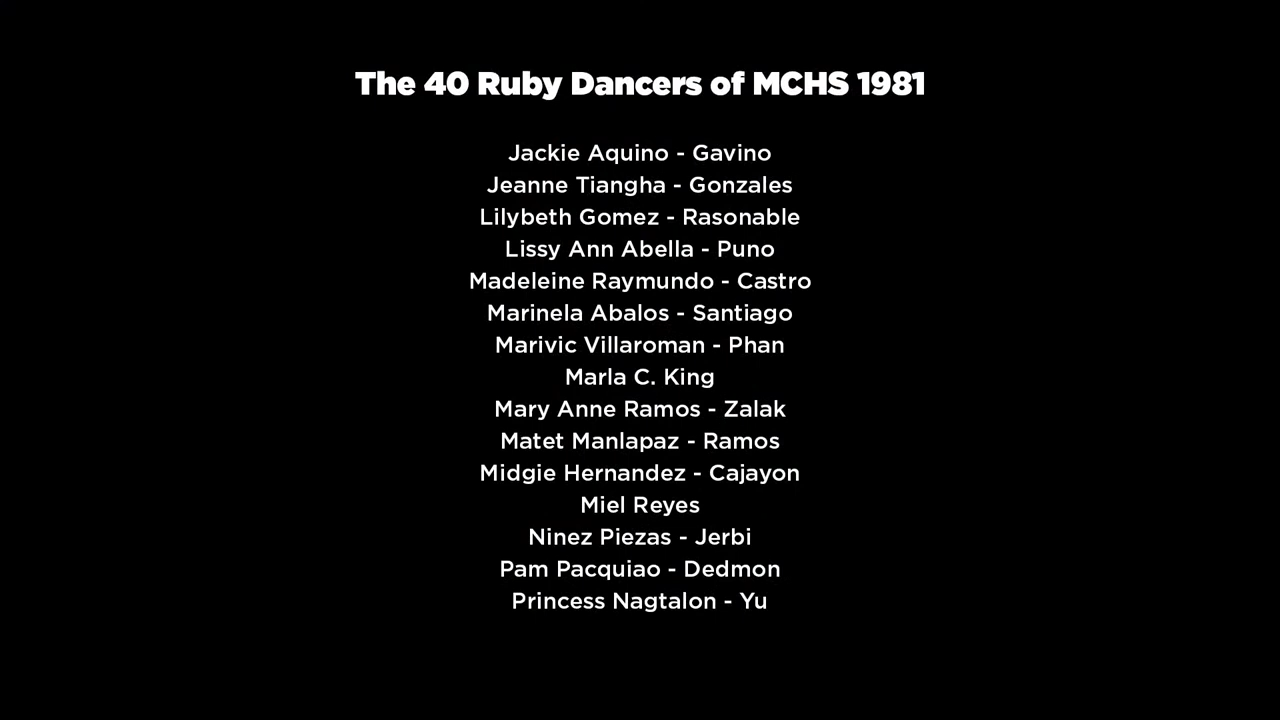 The 40 Ruby Dancers of MCHS 1981
Jackie Aquino - Gavino
Jeanne Tiangha - Gonzales
Lilybeth Gomez - Rasonable
Lissy Ann Abella - Puno
Madeleine Raymundo - Castro
Marinela Abalos - Santiago
Marivic Villaroman - Phan
Marla C. King
Mary Anne Ramos - Zalak
Matet Manlapaz - Ramos
Midgie Hernandez - Cajayon
Miel Reyes
Ninez Piezas - Jerbi
Pam Pacquiao - Dedmon
Princess Nagtalon - Yu